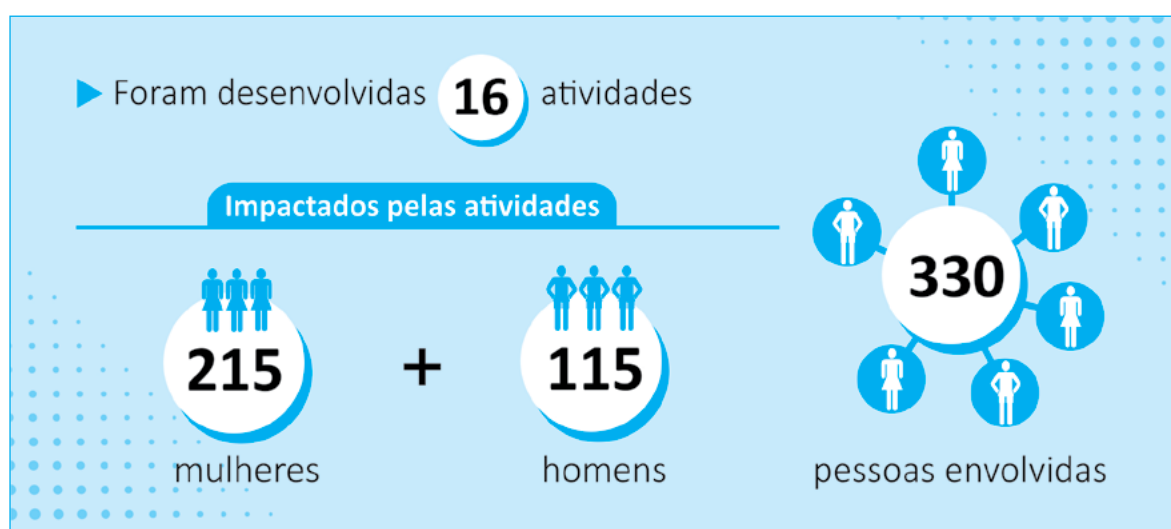 Foram desenvolvidas 16 atividades
Impactados pelas atividades
215 + 115
mulheres homens
330
pessoas envolvidas